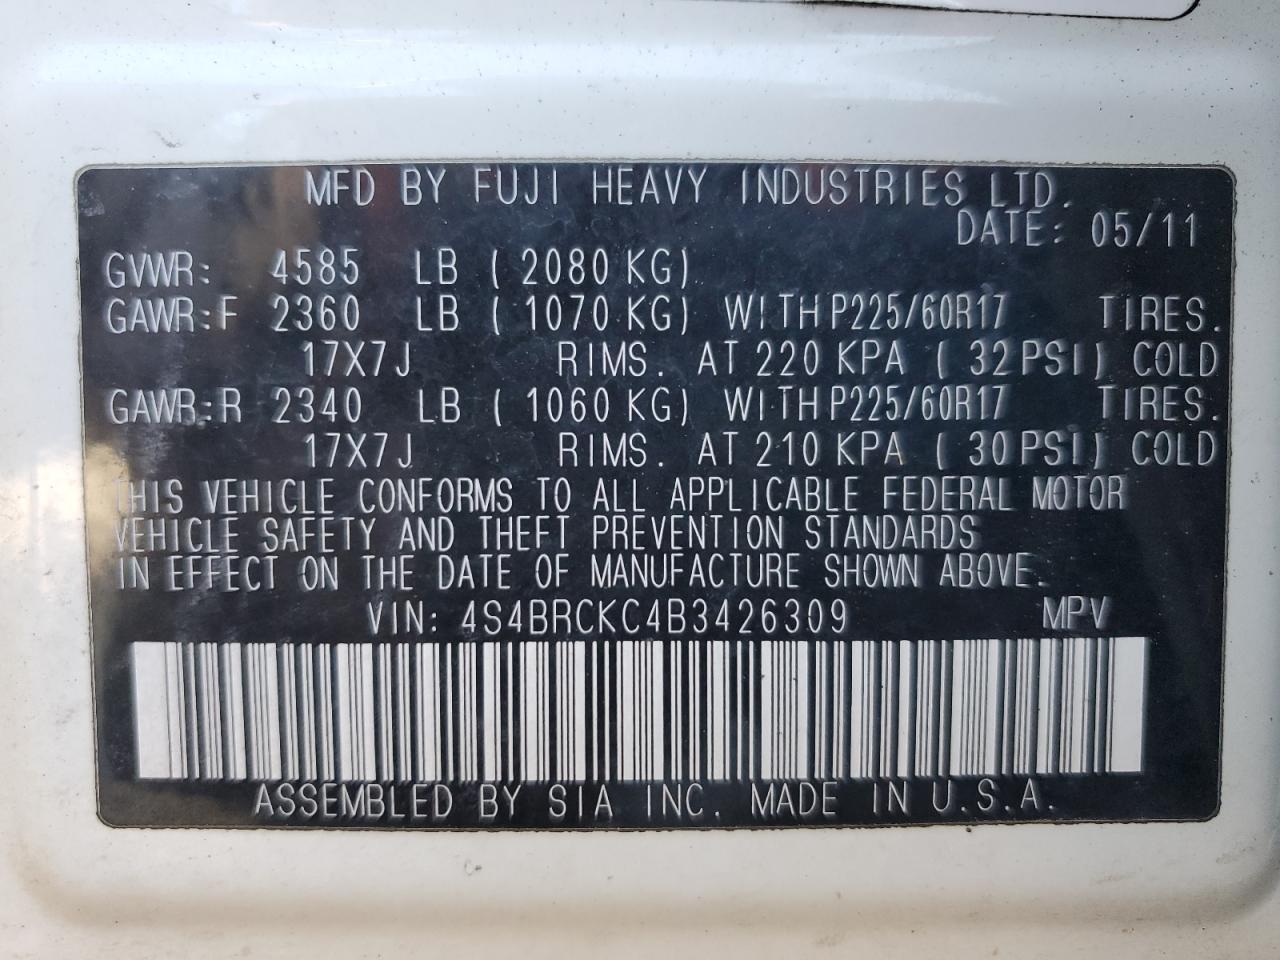 MFD BY FUJI HEAVY INDUSTRIES LTD.
DATE: 05/11
GVWR: 4585 LB ( 2080 KG)
GAWR:F 2360 LB ( 1070 KG) WITH P225/60R17 TIRES.
17X7J RIMS. AT 220 KPA ( 32 PSI) COLD
GAWR:R 2340 LB ( 1060 KG) WITH P225/60R17 TIRES.
17X7J RIMS. AT 210 KPA ( 30 PSI) COLD
THIS VEHICLE CONFORMS TO ALL APPLICABLE FEDERAL MOTOR
VEHICLE SAFETY AND THEFT PREVENTION STANDARDS
IN EFFECT ON THE DATE OF MANUFACTURE SHOWN ABOVE.
VIN: 4S4BRCKC4B3426309 MPV
ASSEMBLED BY SIA INC. MADE IN U.S.A.